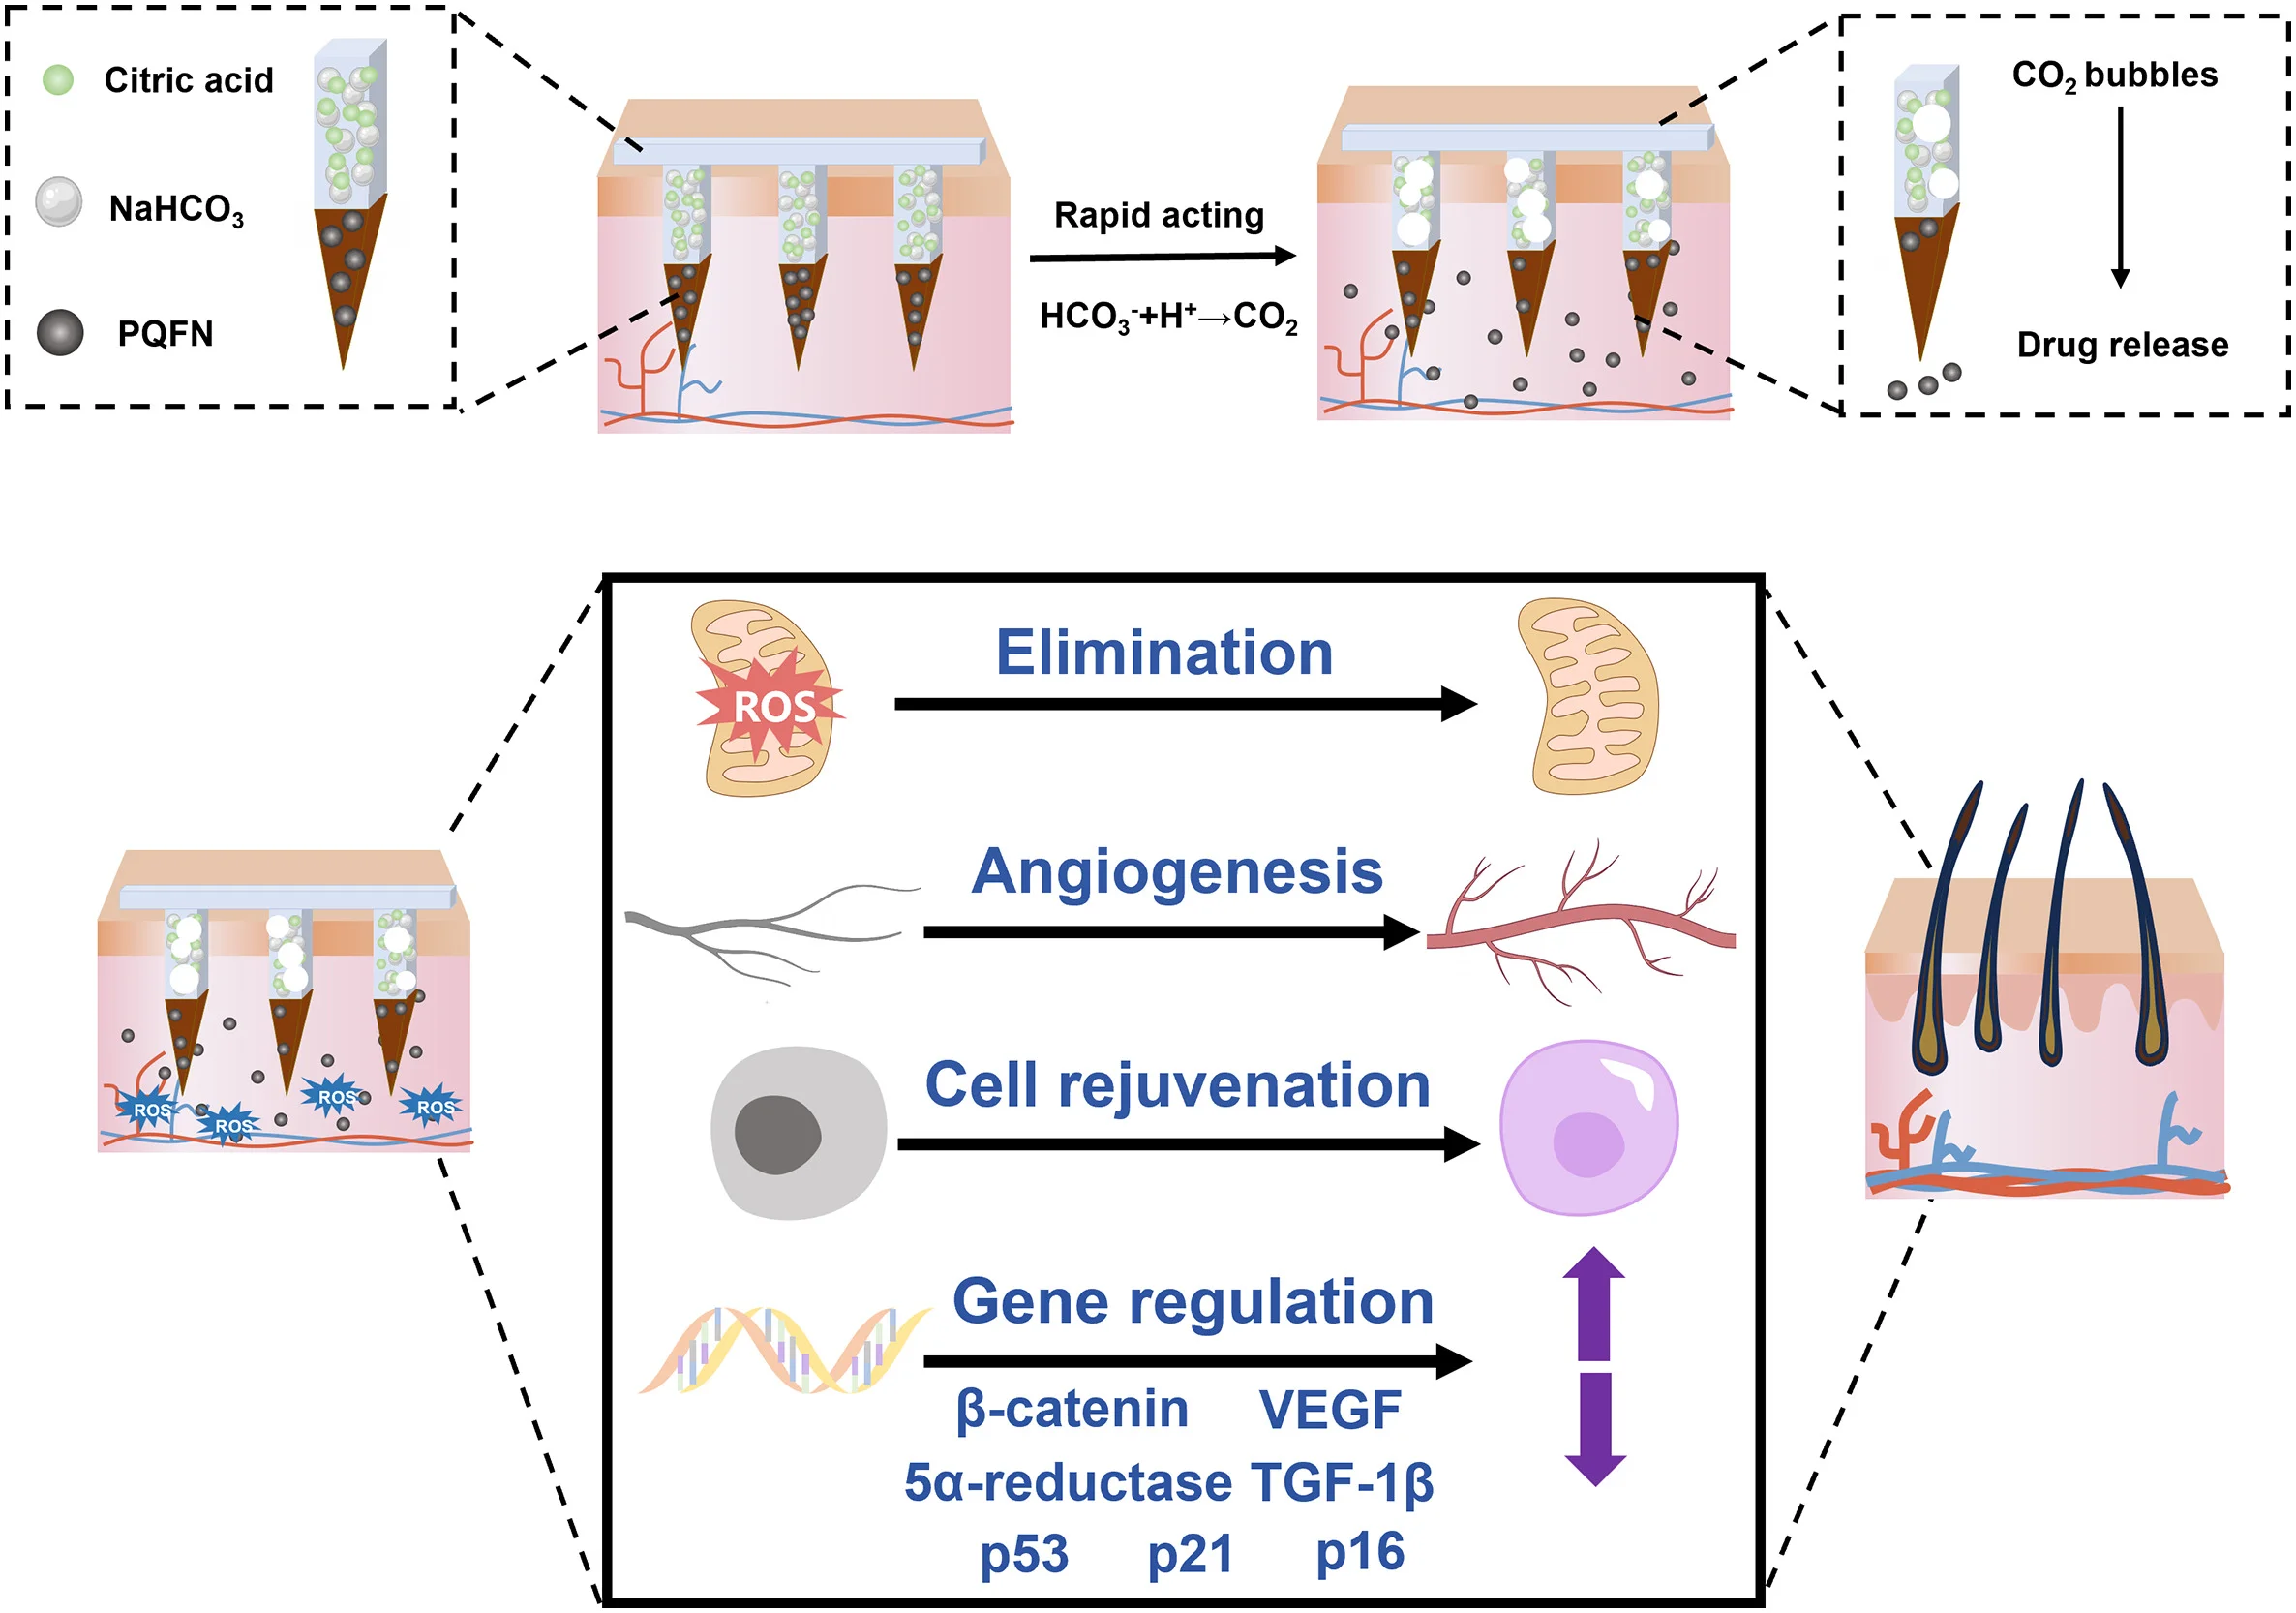 Citric acid
NaHCO₃
PQFN
Rapid acting
HCO₃⁻+H⁺→CO₂
CO₂ bubbles
Drug release
ROS
Elimination
Angiogenesis
Cell rejuvenation
Gene regulation
β-catenin VEGF
5α-reductase TGF-1β
p53 p21 p16
ROS
ROS
ROS
ROS